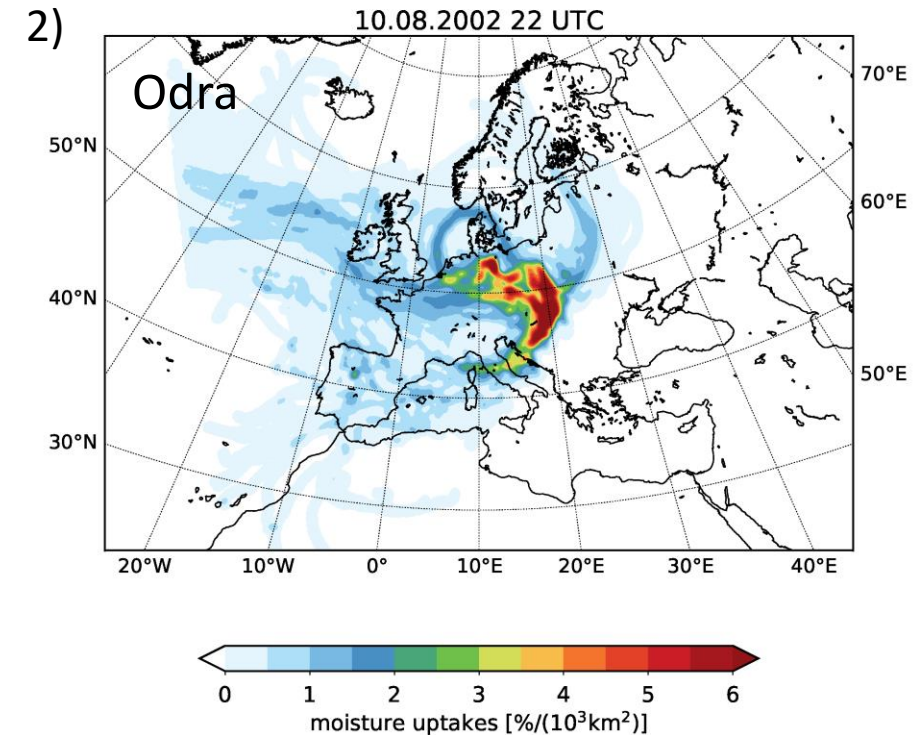 2)
10.08.2002 22 UTC
Odra
70°E
50°N
60°E
40°N
50°E
30°N
20°W 10°W 0° 10°E 20°E 30°E 40°E
0 1 2 3 4 5 6
moisture uptakes [%/(10³km²)]